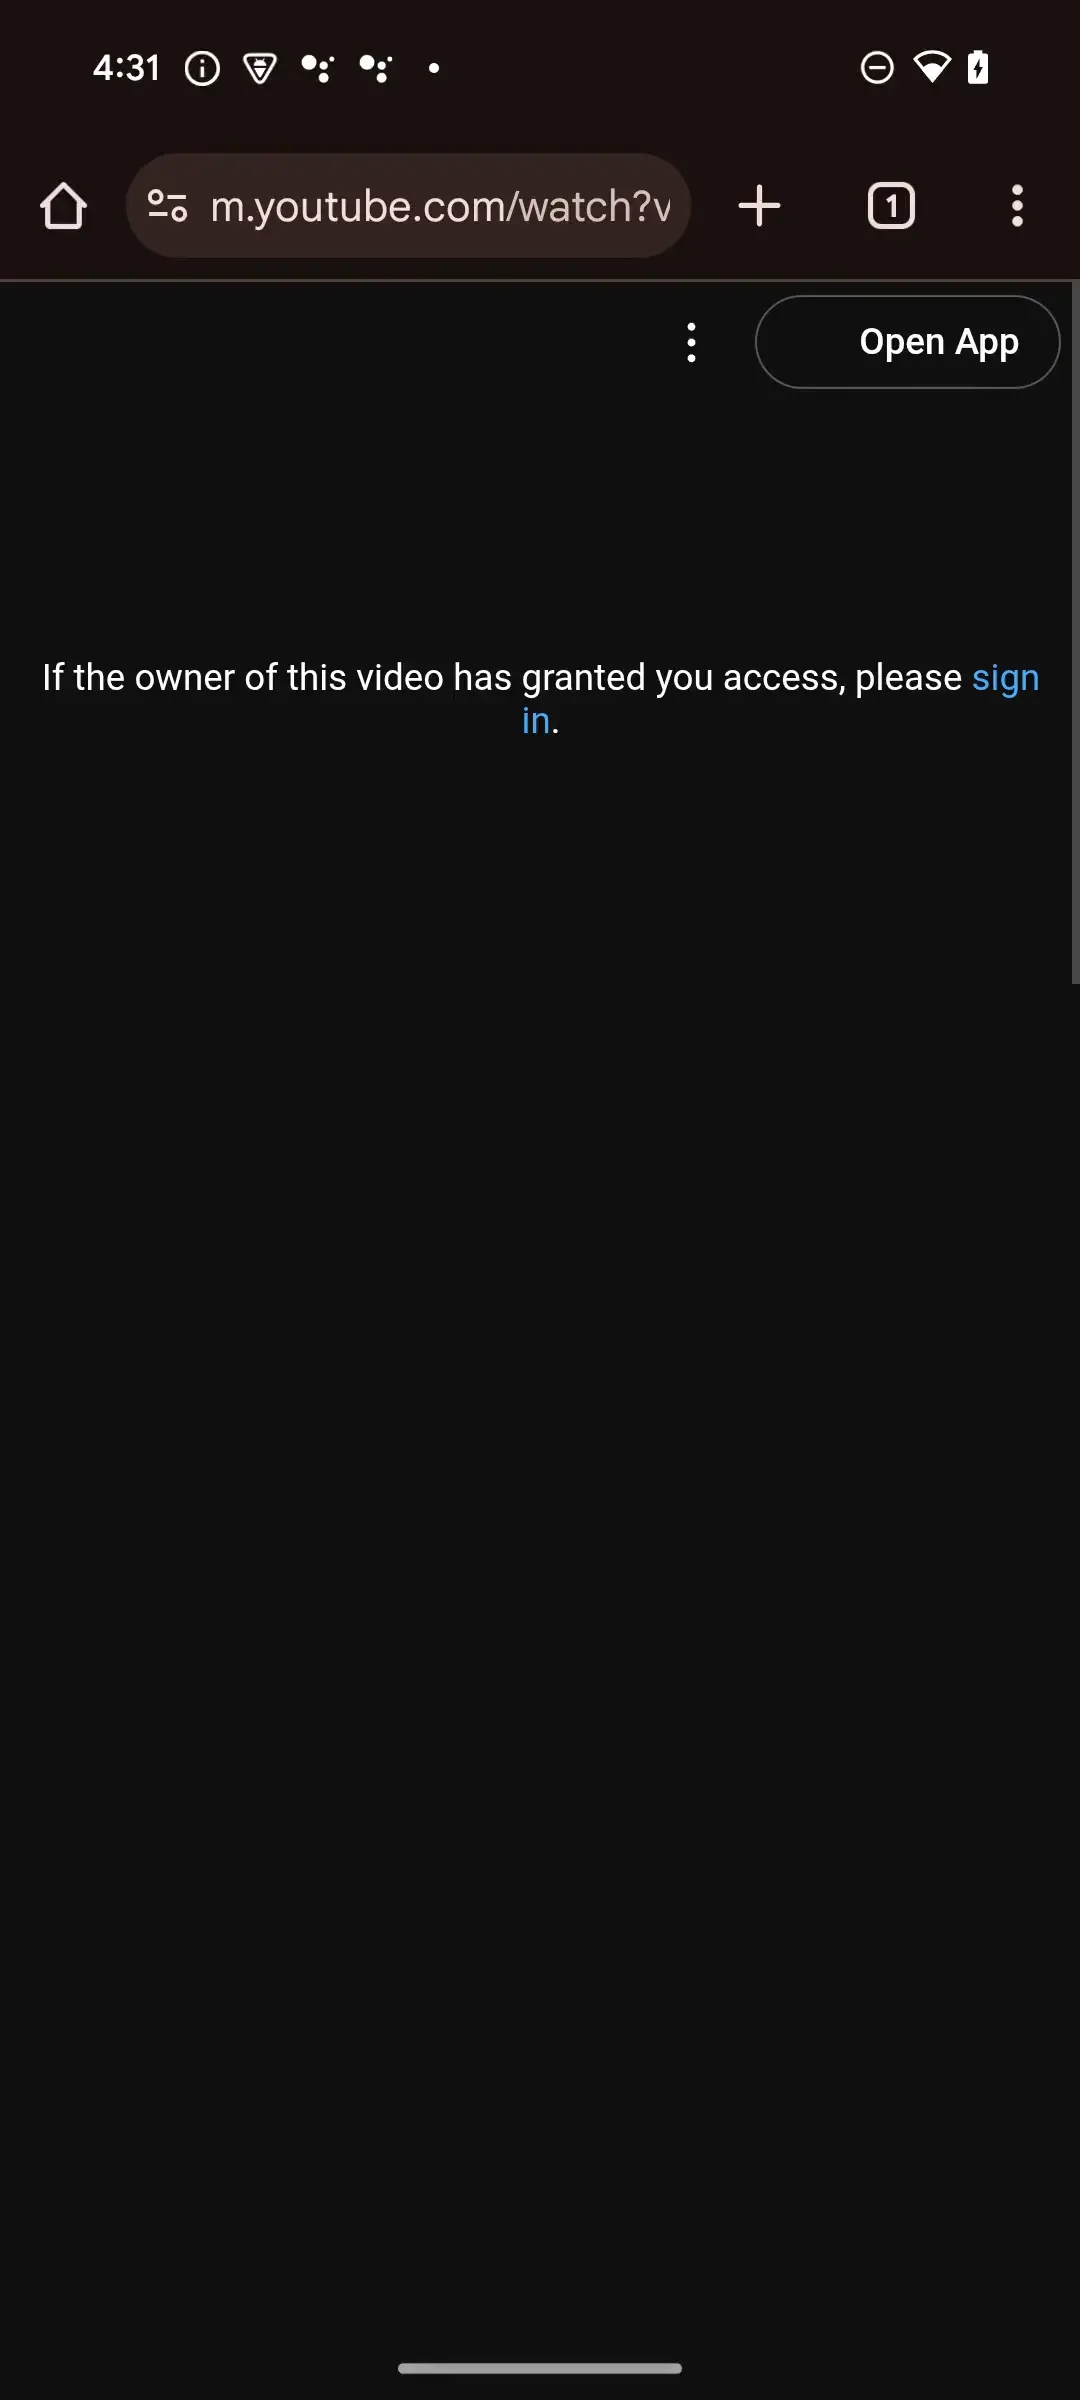 4:31
m.youtube.com/watch?v
1
Open App
If the owner of this video has granted you access, please sign
in.